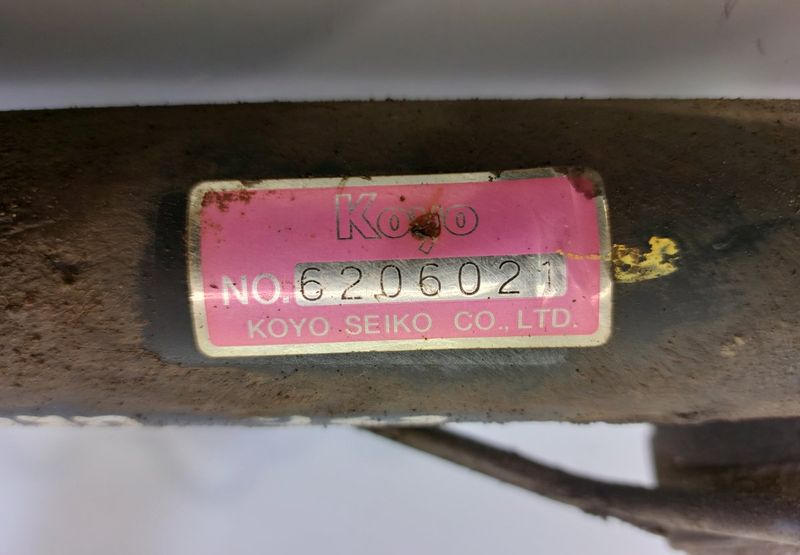 Koyo
NO. 6206021
KOYO SEIKO CO., LTD.